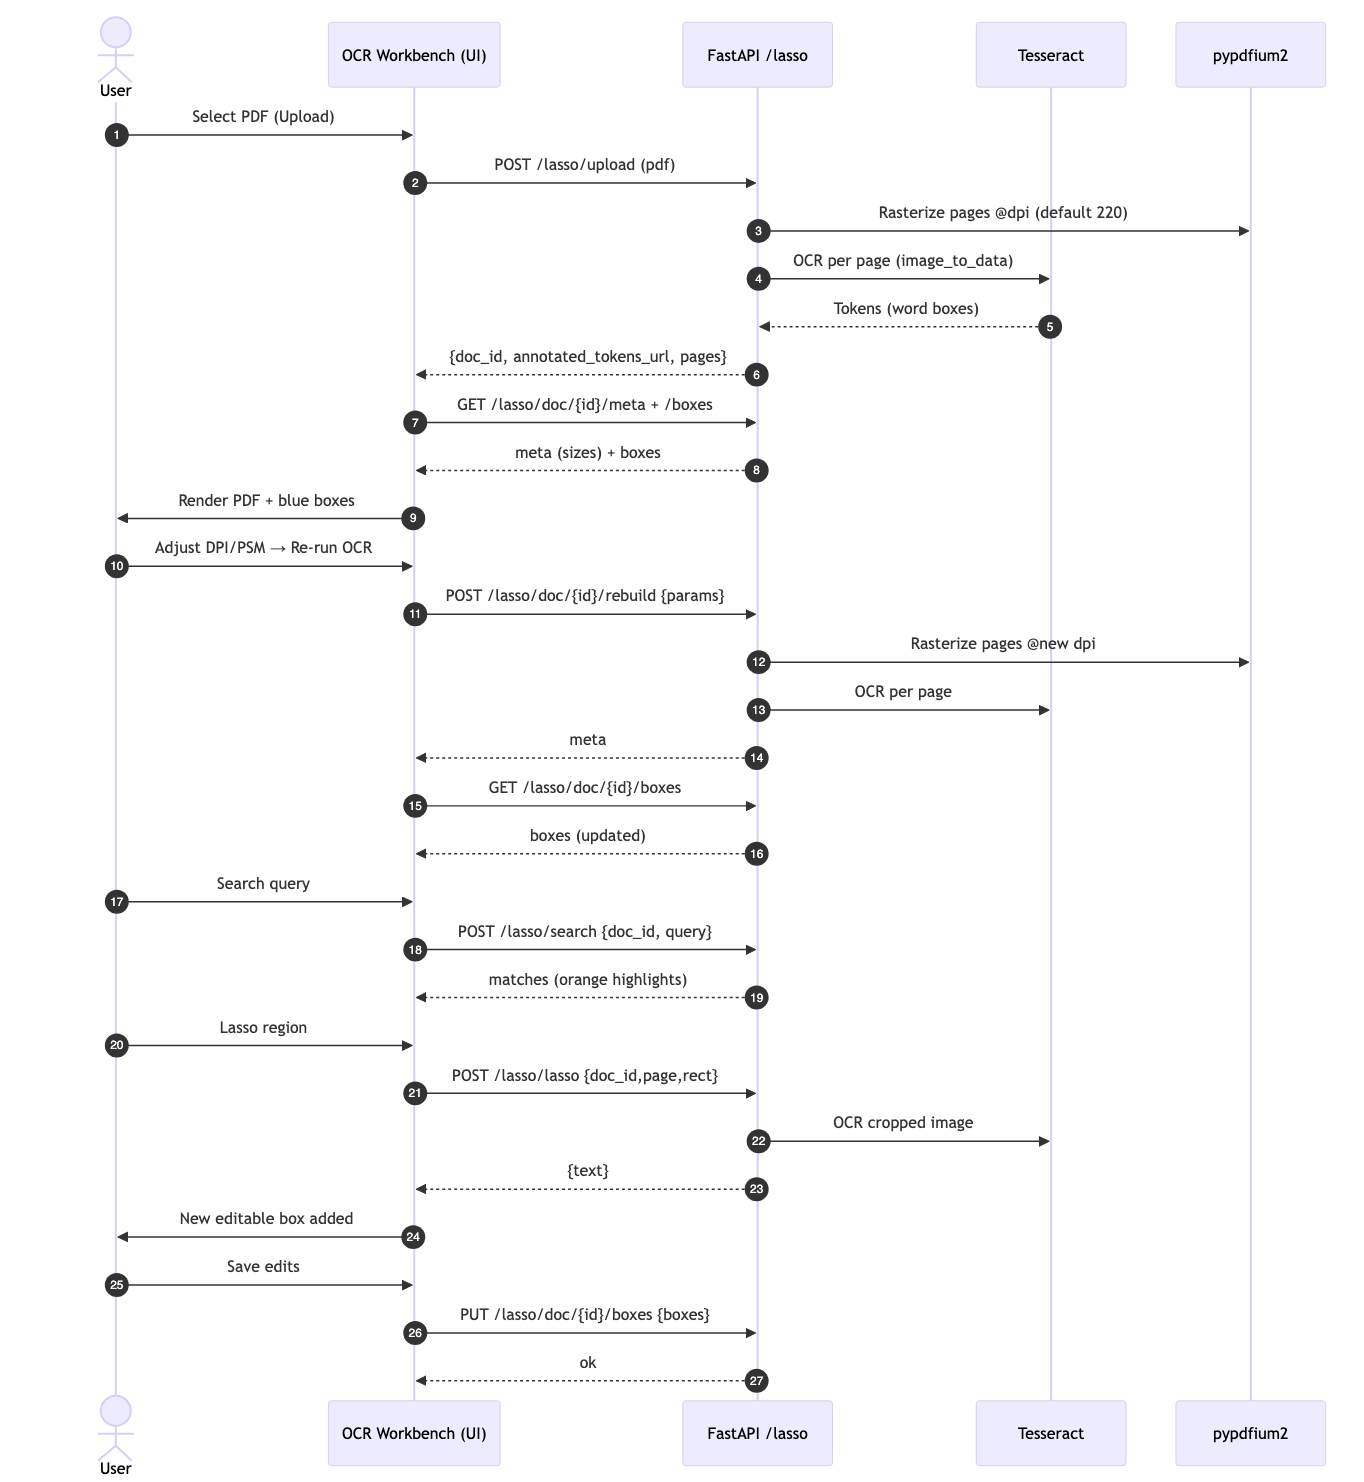 OCR Workbench (UI)
FastAPI /lasso
Tesseract
pypdfium2
User
Select PDF (Upload)
1
POST /lasso/upload (pdf)
2
Rasterize pages @dpi (default 220)
3
OCR per page (image_to_data)
4
Tokens (word boxes)
5
{doc_id, annotated_tokens_url, pages}
6
GET /lasso/doc/{id}/meta + /boxes
7
meta (sizes) + boxes
8
Render PDF + blue boxes
9
Adjust DPI/PSM → Re-run OCR
10
POST /lasso/doc/{id}/rebuild {params}
11
Rasterize pages @new dpi
12
OCR per page
13
meta
14
GET /lasso/doc/{id}/boxes
15
boxes (updated)
16
Search query
17
POST /lasso/search {doc_id, query}
18
matches (orange highlights)
19
Lasso region
20
POST /lasso/lasso {doc_id,page,rect}
21
OCR cropped image
22
{text}
23
New editable box added
24
Save edits
25
PUT /lasso/doc/{id}/boxes {boxes}
26
ok
27
OCR Workbench (UI)
FastAPI /lasso
Tesseract
pypdfium2
User